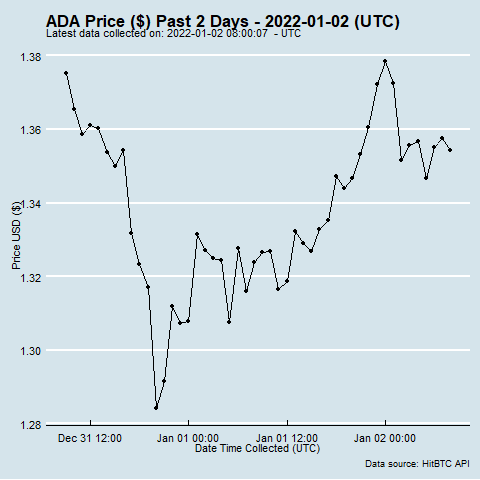 ADA Price ($) Past 2 Days - 2022-01-02 (UTC)
Latest data collected on: 2022-01-02 08:00:07 - UTC
1.38
1.36
1.34
1.32
1.30
1.28
Price USD ($)
Dec 31 12:00
Jan 01 00:00
Jan 01 12:00
Jan 02 00:00
Date Time Collected (UTC)
Data source: HitBTC API